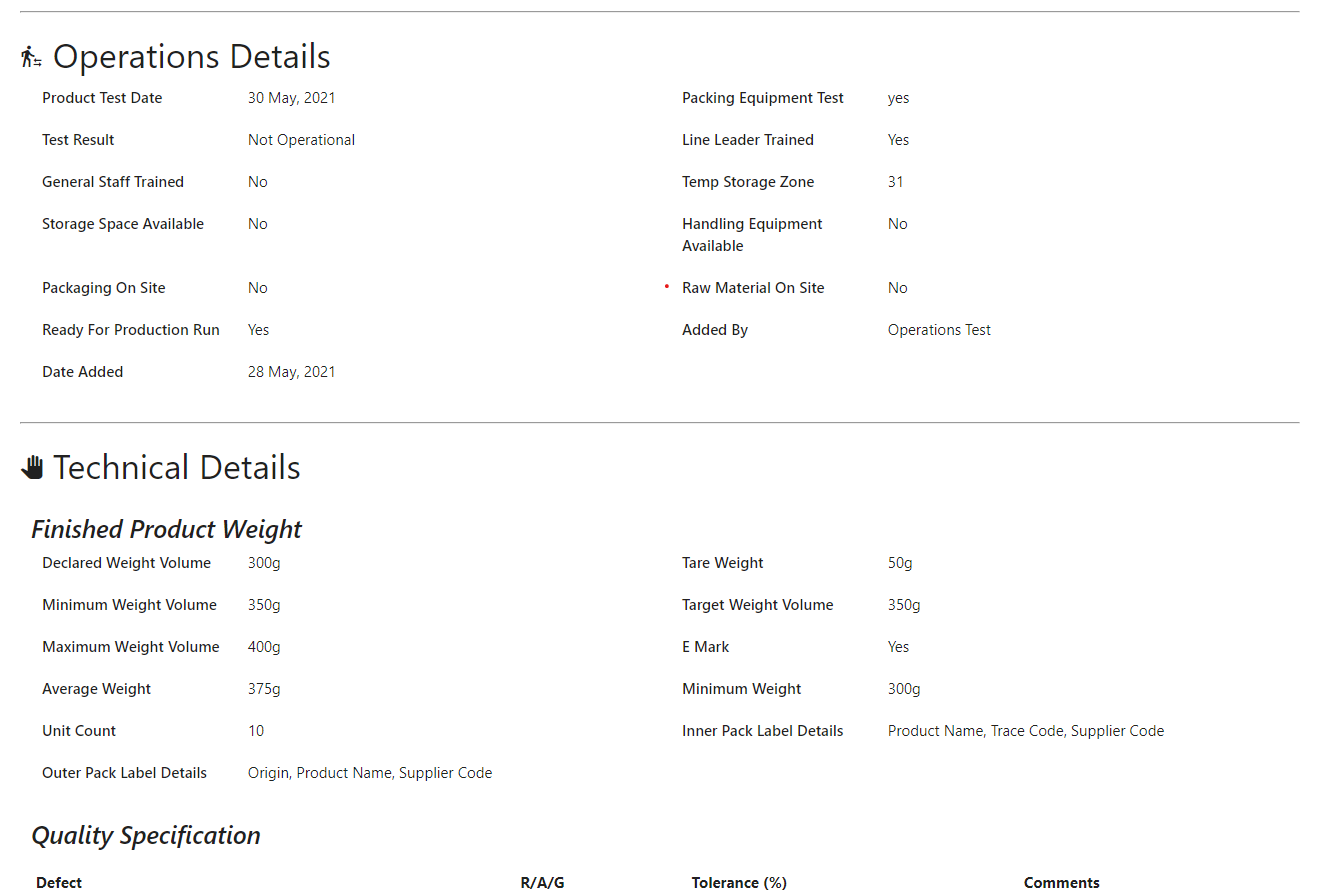 Operations Details
Product Test Date 30 May, 2021 Packing Equipment Test yes
Test Result Not Operational Line Leader Trained Yes
General Staff Trained No Temp Storage Zone 31
Storage Space Available No Handling Equipment No
Available
Packaging On Site No Raw Material On Site No
Ready For Production Run Yes Added By Operations Test
Date Added 28 May, 2021
Technical Details
Finished Product Weight
Declared Weight Volume 300g Tare Weight 50g
Minimum Weight Volume 350g Target Weight Volume 350g
Maximum Weight Volume 400g E Mark Yes
Average Weight 375g Minimum Weight 300g
Unit Count 10 Inner Pack Label Details Product Name, Trace Code, Supplier Code
Outer Pack Label Details Origin, Product Name, Supplier Code
Quality Specification
Defect R/A/G Tolerance (%) Comments